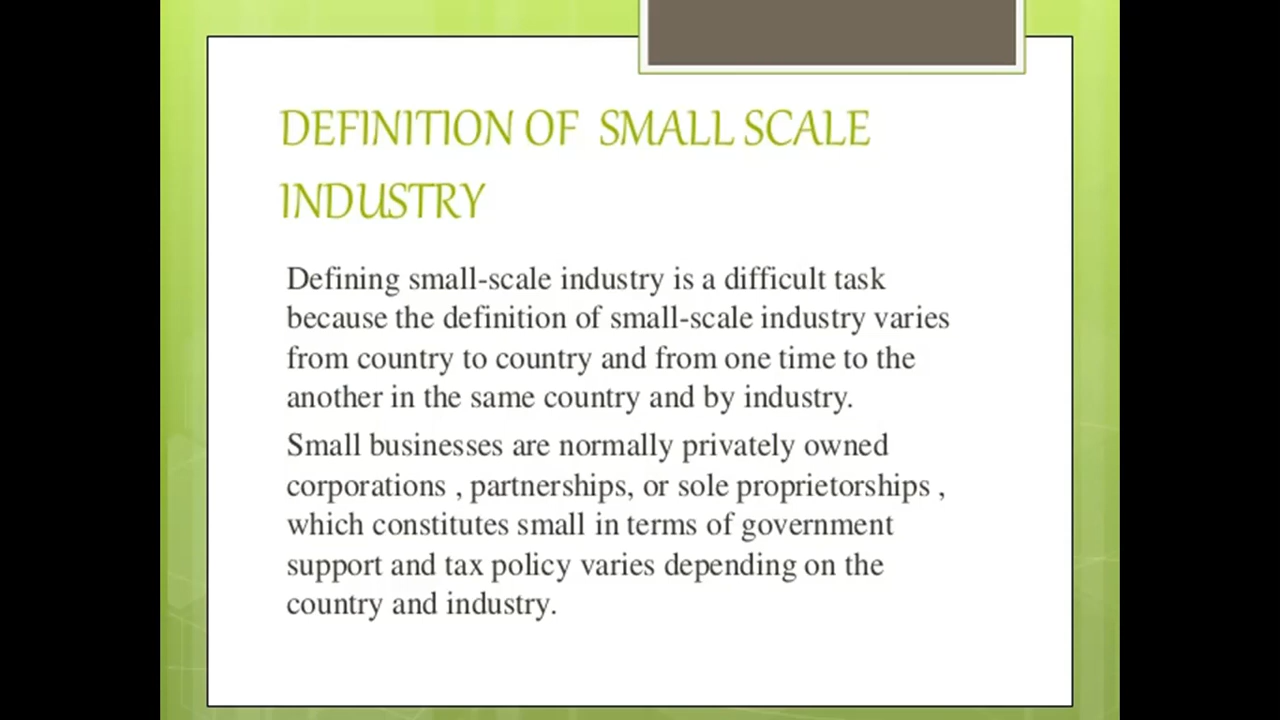 DEFINITION OF SMALL SCALE
INDUSTRY
Defining small-scale industry is a difficult task
because the definition of small-scale industry varies
from country to country and from one time to the
another in the same country and by industry.
Small businesses are normally privately owned
corporations , partnerships, or sole proprietorships ,
which constitutes small in terms of government
support and tax policy varies depending on the
country and industry.